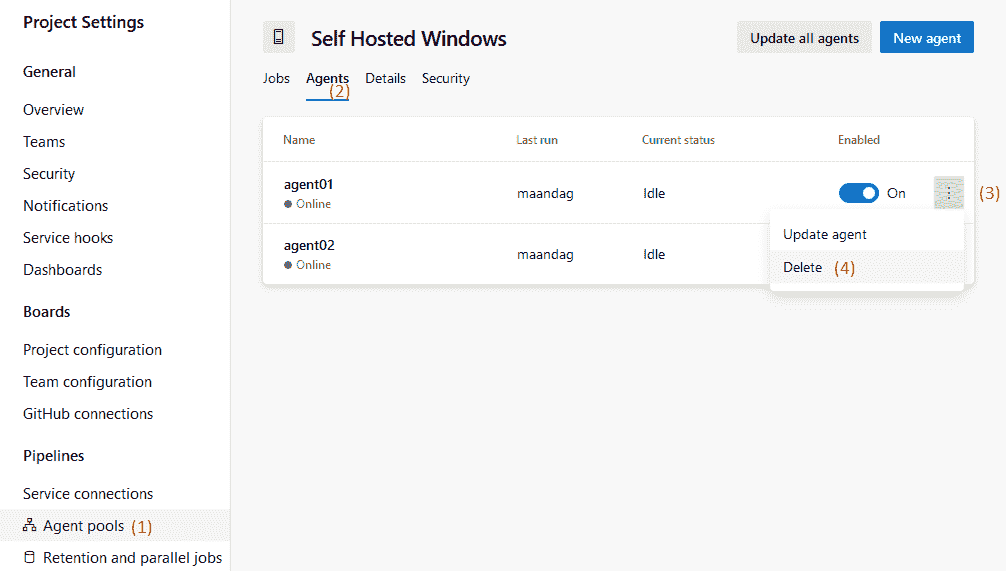 Project Settings
General
Overview
Teams
Security
Notifications
Service hooks
Dashboards
Boards
Project configuration
Team configuration
GitHub connections
Pipelines
Service connections
Agent pools (1)
Retention and parallel jobs
Self Hosted Windows
Update all agents
New agent
Jobs Agents Details Security
(2)
Name Last run Current status Enabled
agent01
Online
maandag Idle On (3)
agent02
Online
maandag Idle
Update agent
Delete (4)